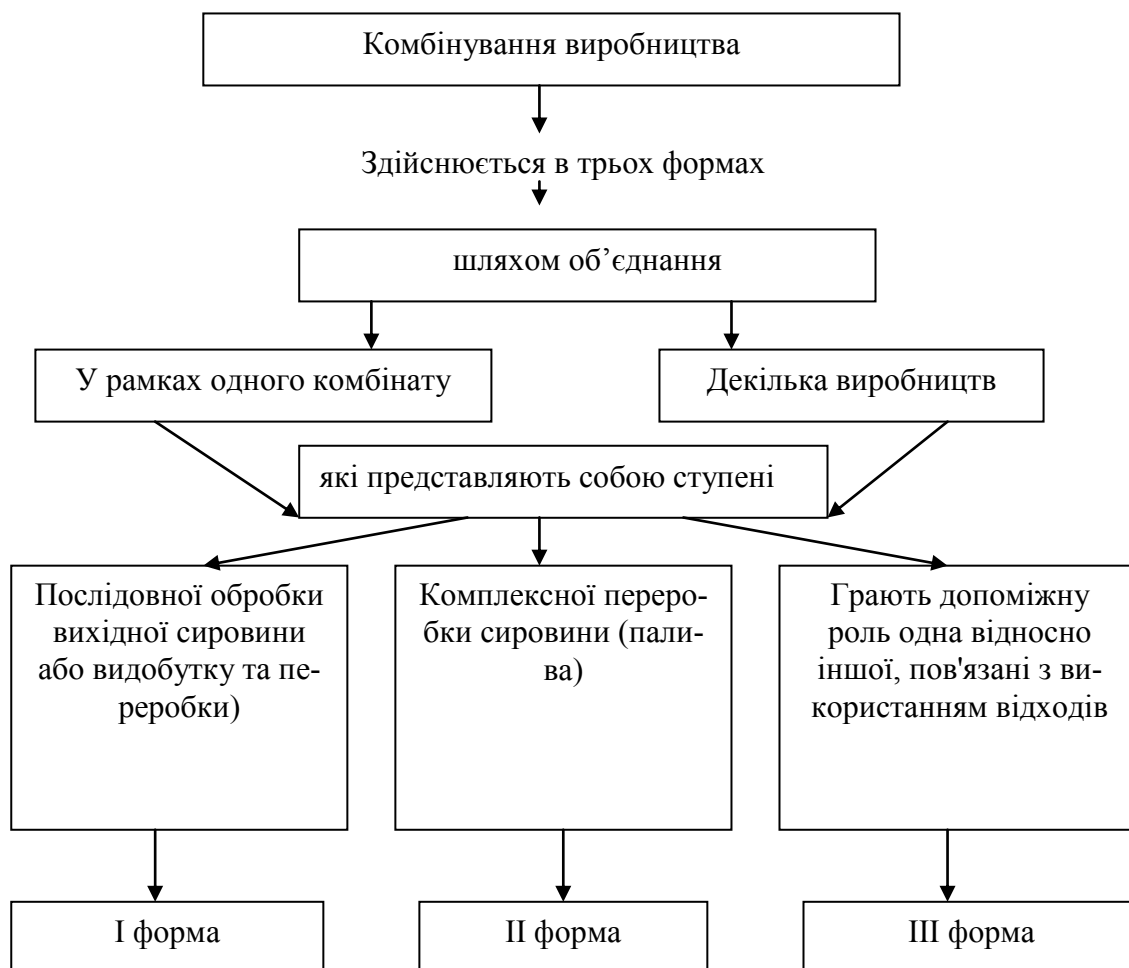 Комбінування виробництва
Здійснюється в трьох формах
шляхом об’єднання
У рамках одного комбінату
Декілька виробництв
які представляють собою ступені
Послідовної обробки
вихідної сировини
або видобутку та пе-
реробки)
Комплексної переро-
бки сировини (пали-
ва)
Грають допоміжну
роль одна відносно
іншої, пов'язані з ви-
користанням відходів
І форма
ІІ форма
ІІІ форма